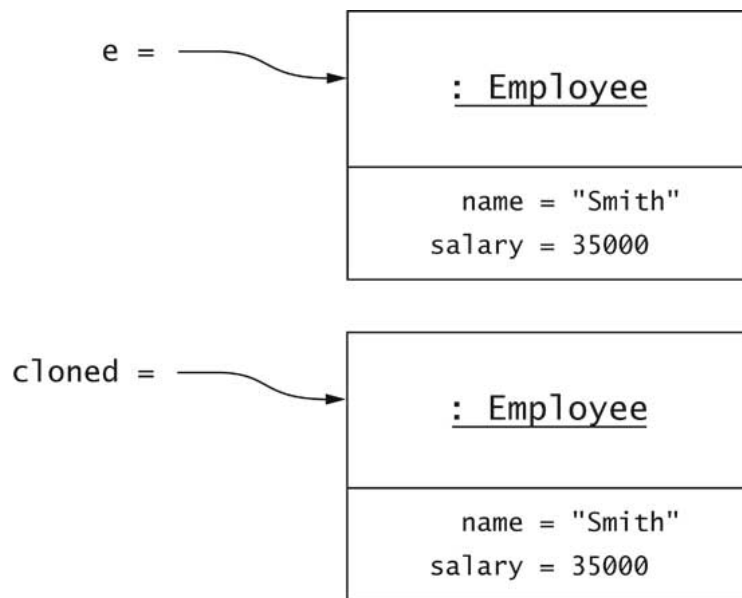 e =
: Employee
name = "Smith"
salary = 35000
cloned =
: Employee
name = "Smith"
salary = 35000